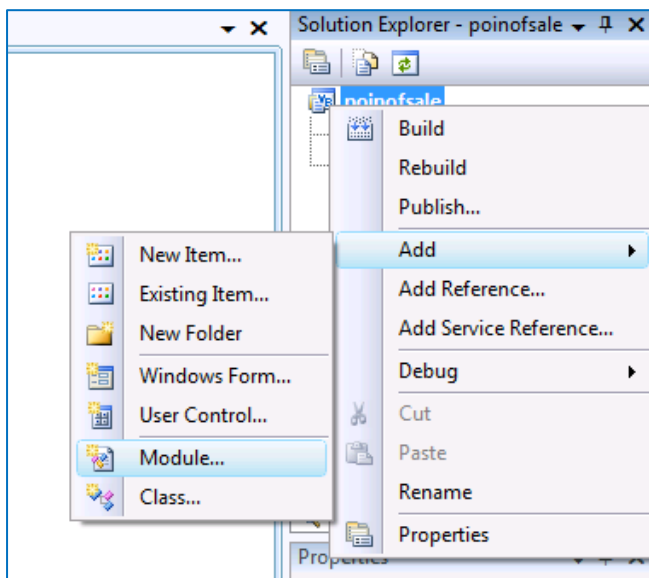 Solution Explorer - poinofsale
poinofsale
Build
Rebuild
Publish...
Add
Add Reference...
Add Service Reference...
Debug
Cut
Paste
Rename
Properties
New Item...
Existing Item...
New Folder
Windows Form...
User Control...
Module...
Class...
Properties